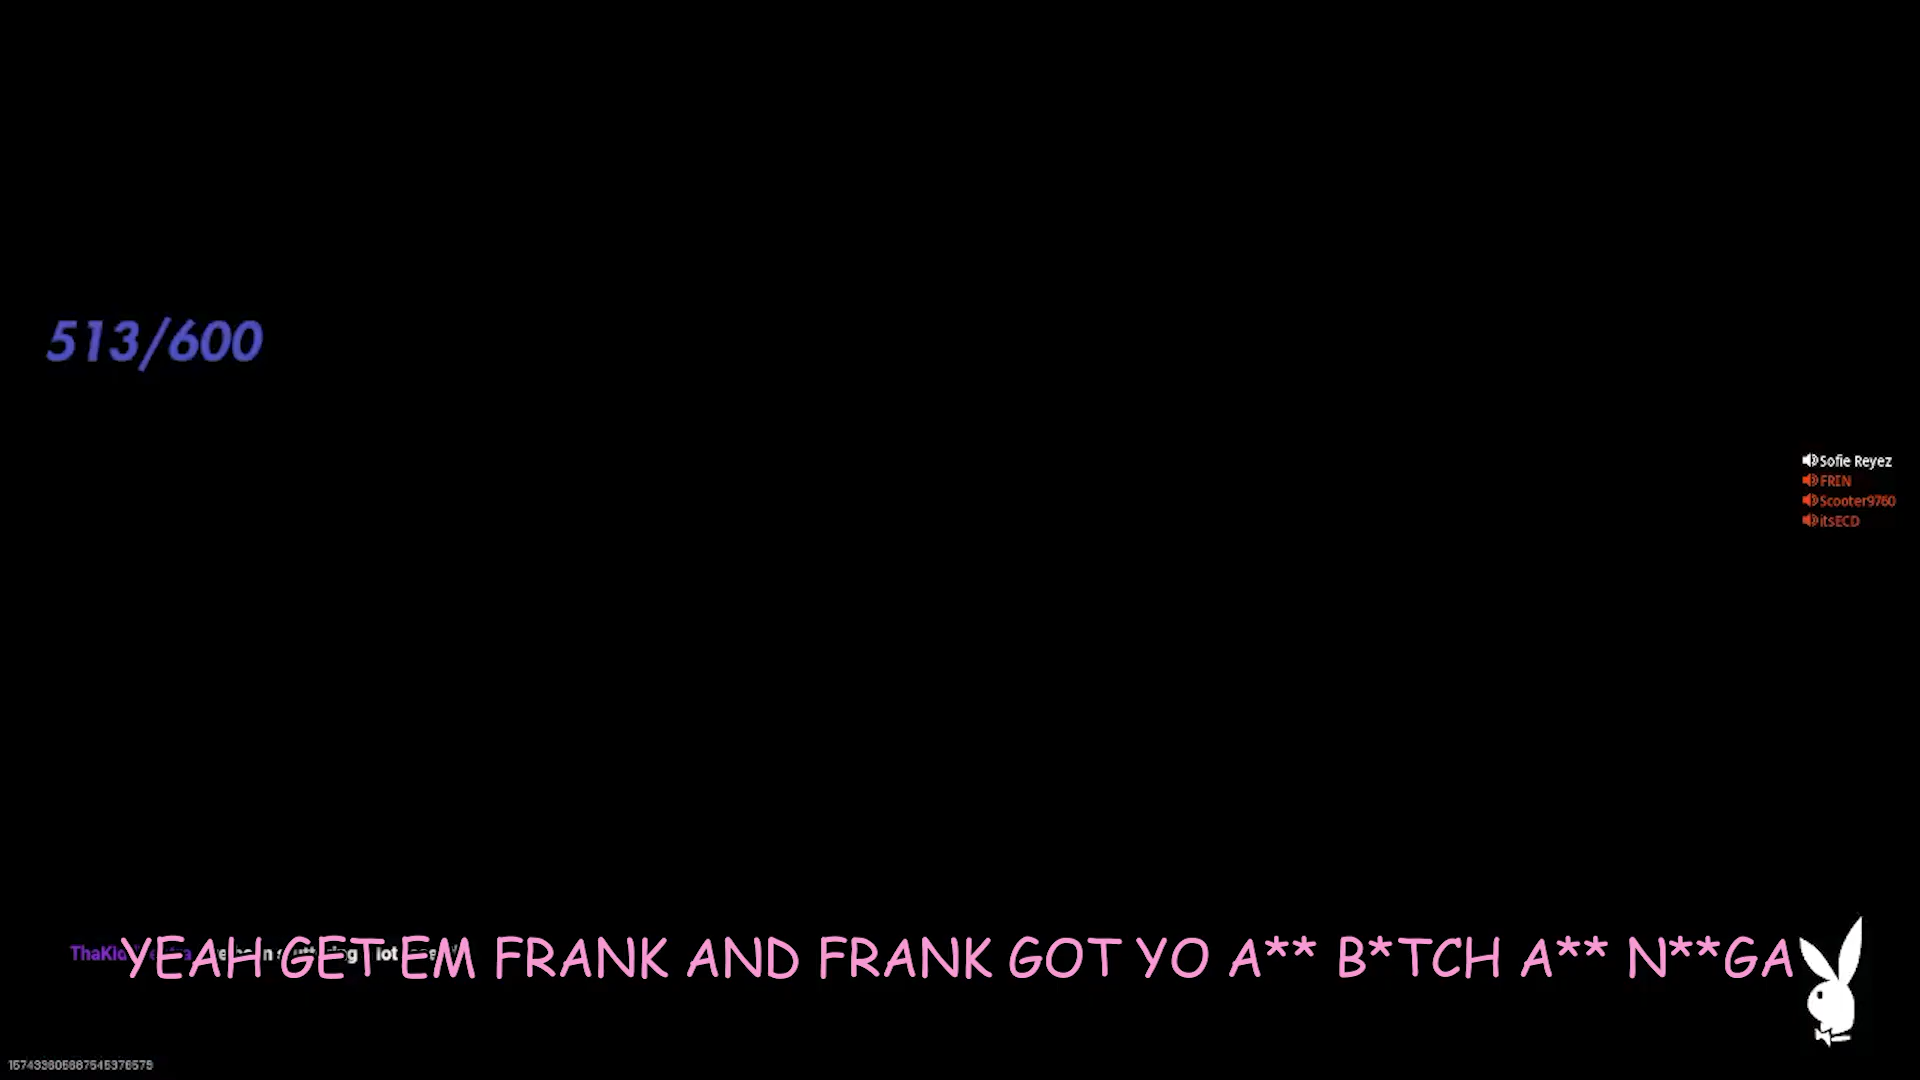 513/600
Sofie Reyez
FRIN
Scooter9760
itsECD
YEAH GET EM FRANK AND FRANK GOT YO A** B*TCH A** N**GA